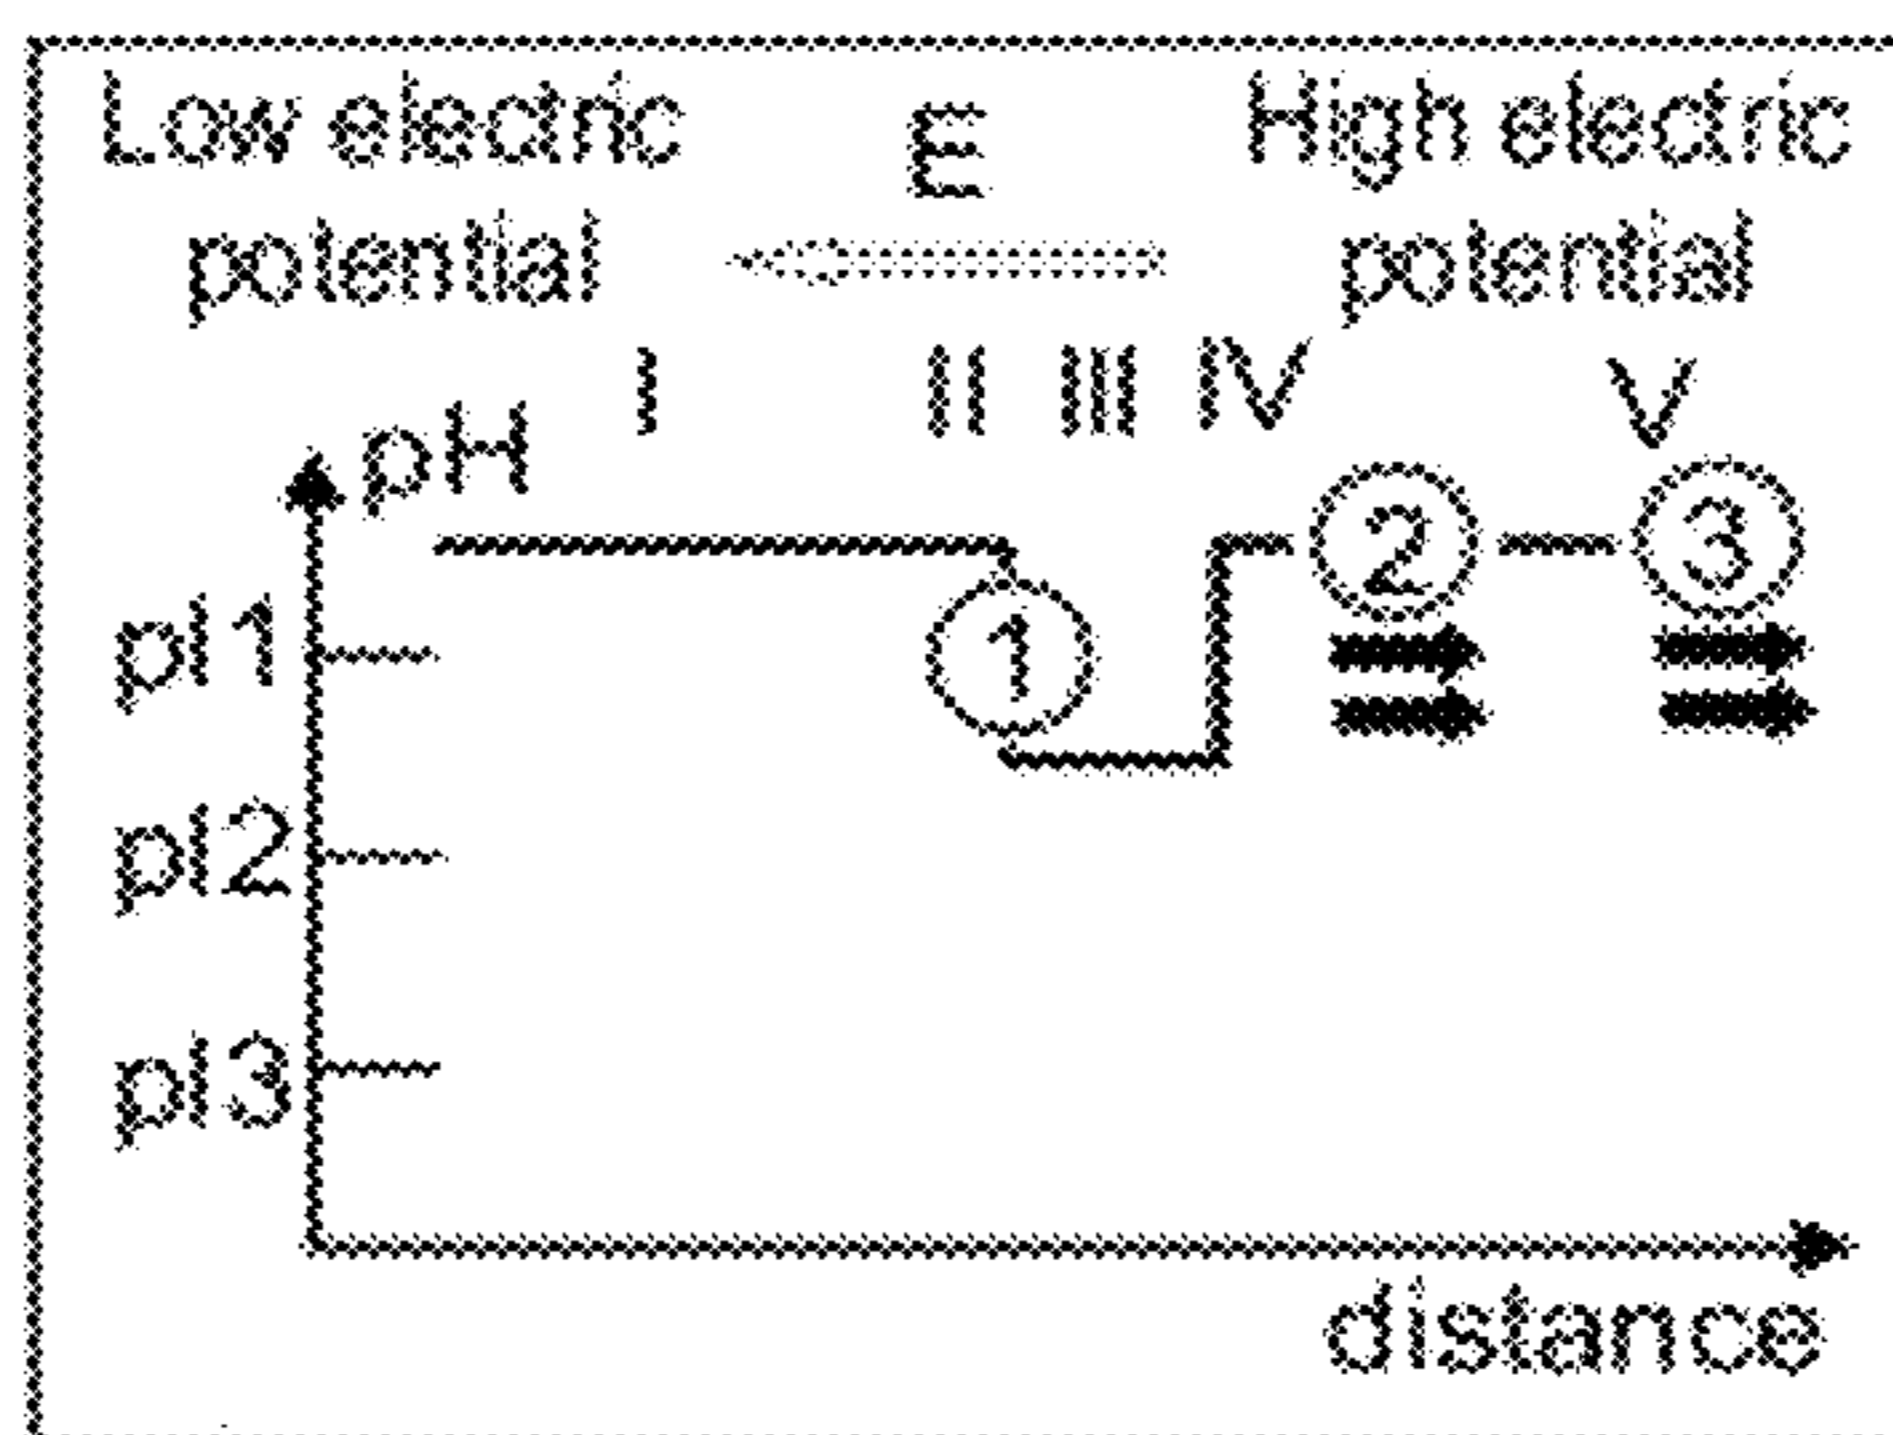 Low electric potential
E
High electric potential
I II III IV V
pH
1
2
3
pI1
pI2
pI3
distance